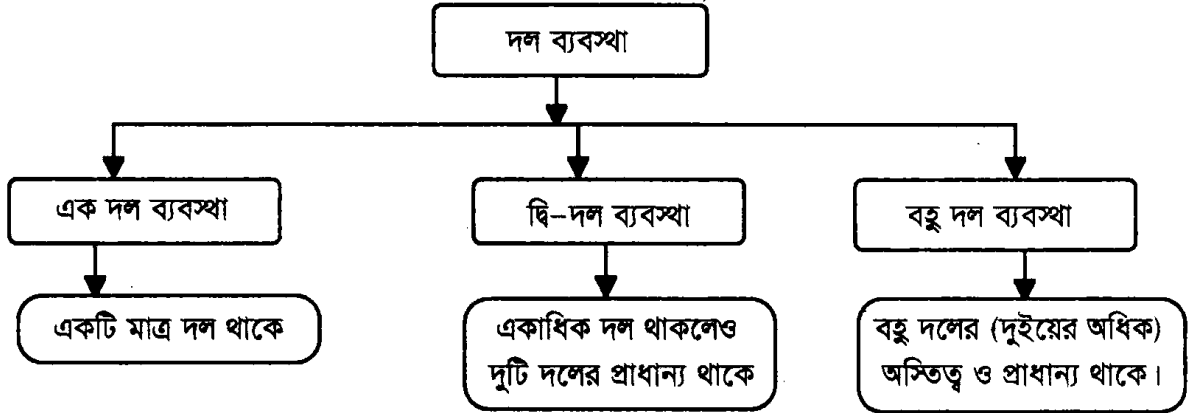 দল ব্যবস্থা
এক দল ব্যবস্থা
দ্বি-দল ব্যবস্থা
বহু দল ব্যবস্থা
একটি মাত্র দল থাকে
একাধিক দল থাকলেও
দুটি দলের প্রাধান্য থাকে
বহু দলের (দুইয়ের অধিক)
অস্তিত্ব ও প্রাধান্য থাকে।